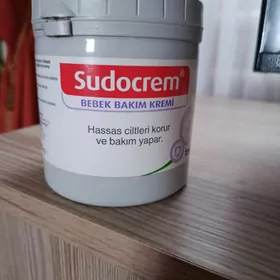 Sudocrem®
BEBEK BAKIM KREMİ
Hassas ciltleri korur
ve bakım yapar.